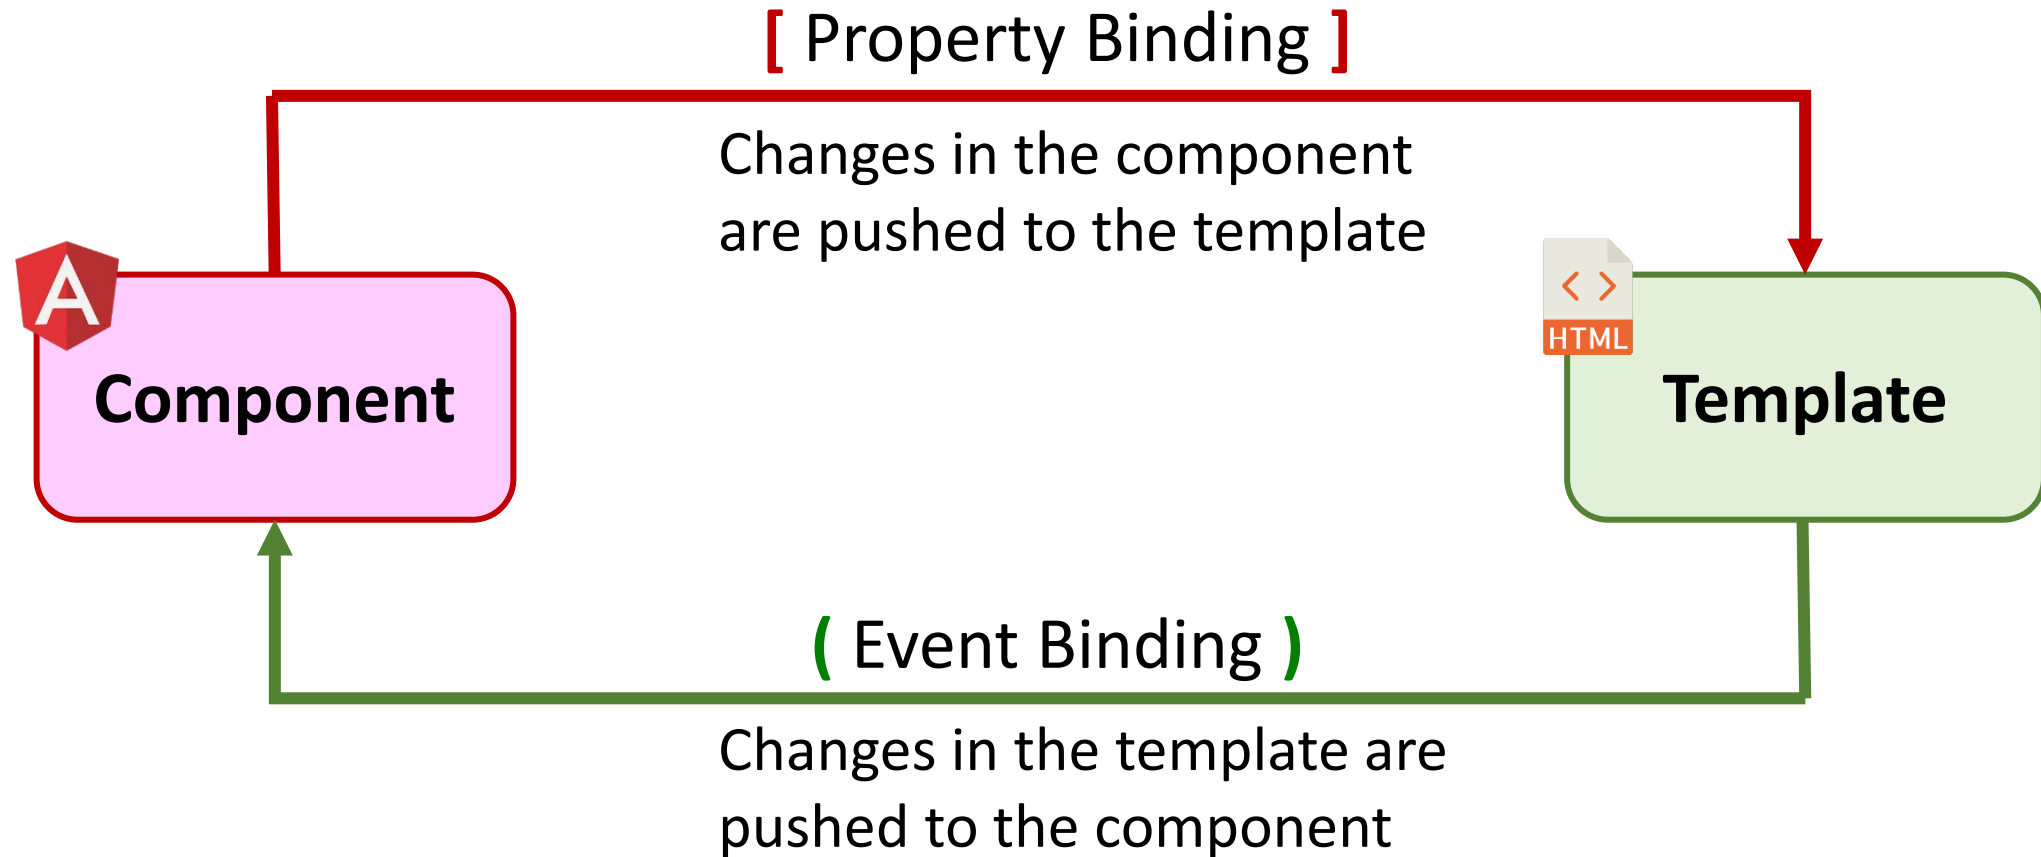 [ Property Binding ]
Changes in the component
are pushed to the template
A
HTML
Component
Template
( Event Binding )
Changes in the template are
pushed to the component